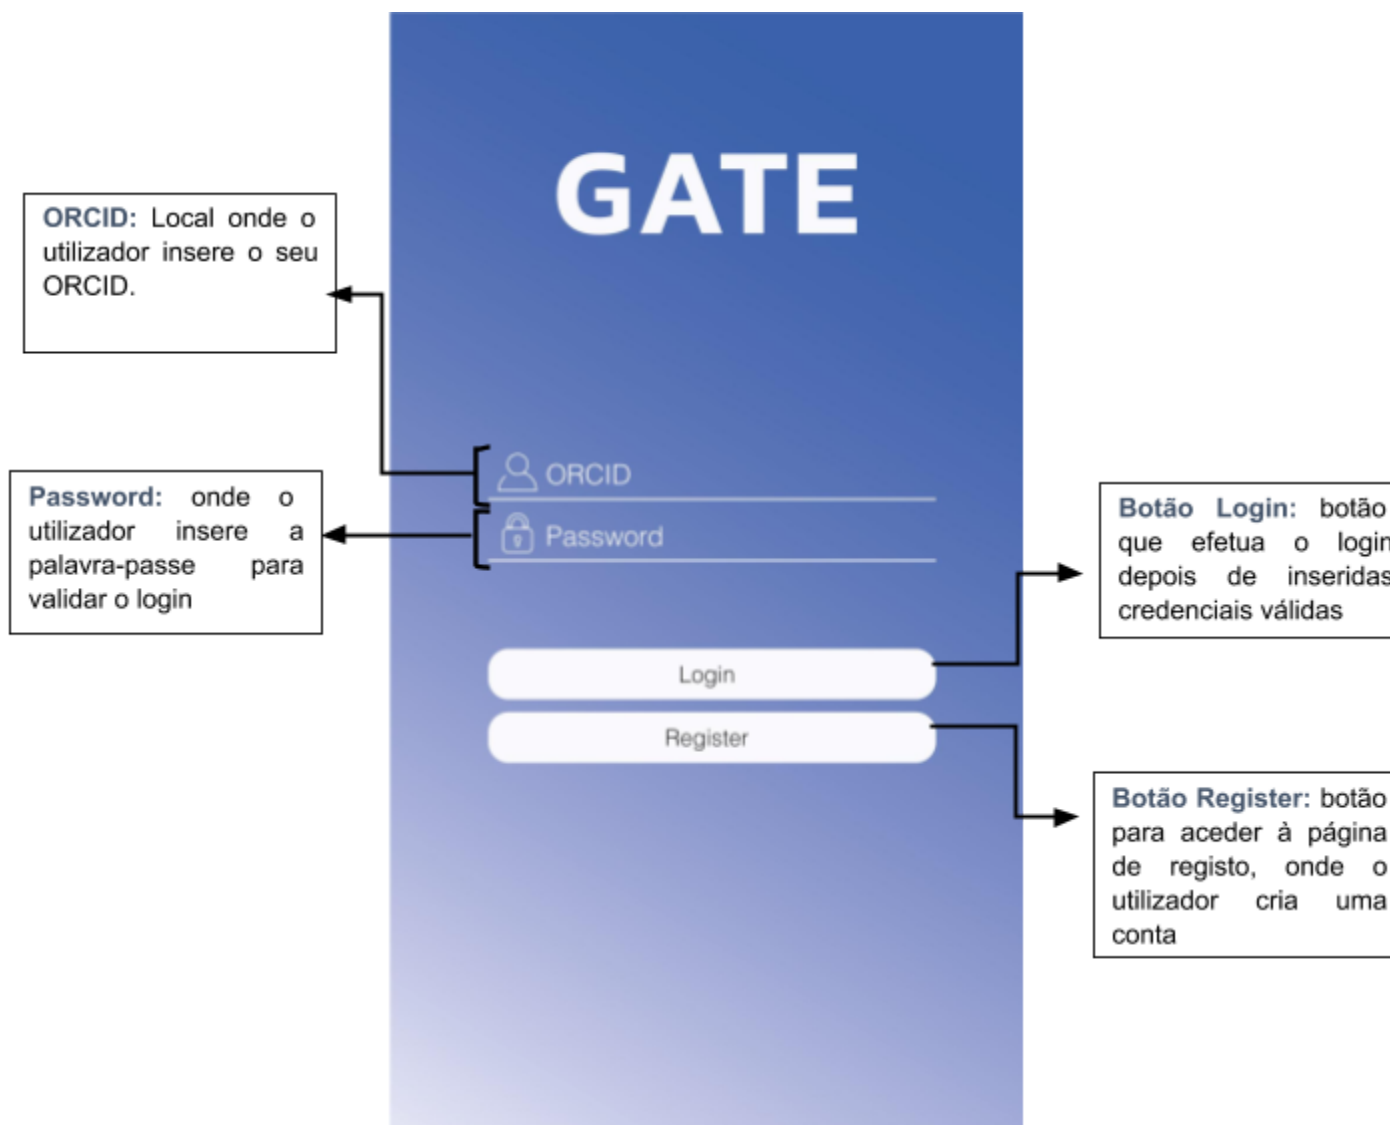 GATE
ORCID: Local onde o
utilizador insere o seu
ORCID.
ORCID
Password: onde o
utilizador insere a
palavra-passe para
validar o login
Password
Botão Login: botão
que efetua o login
depois de inseridas
credenciais válidas
Login
Register
Botão Register: botão
para aceder à página
de registo, onde o
utilizador cria uma
conta